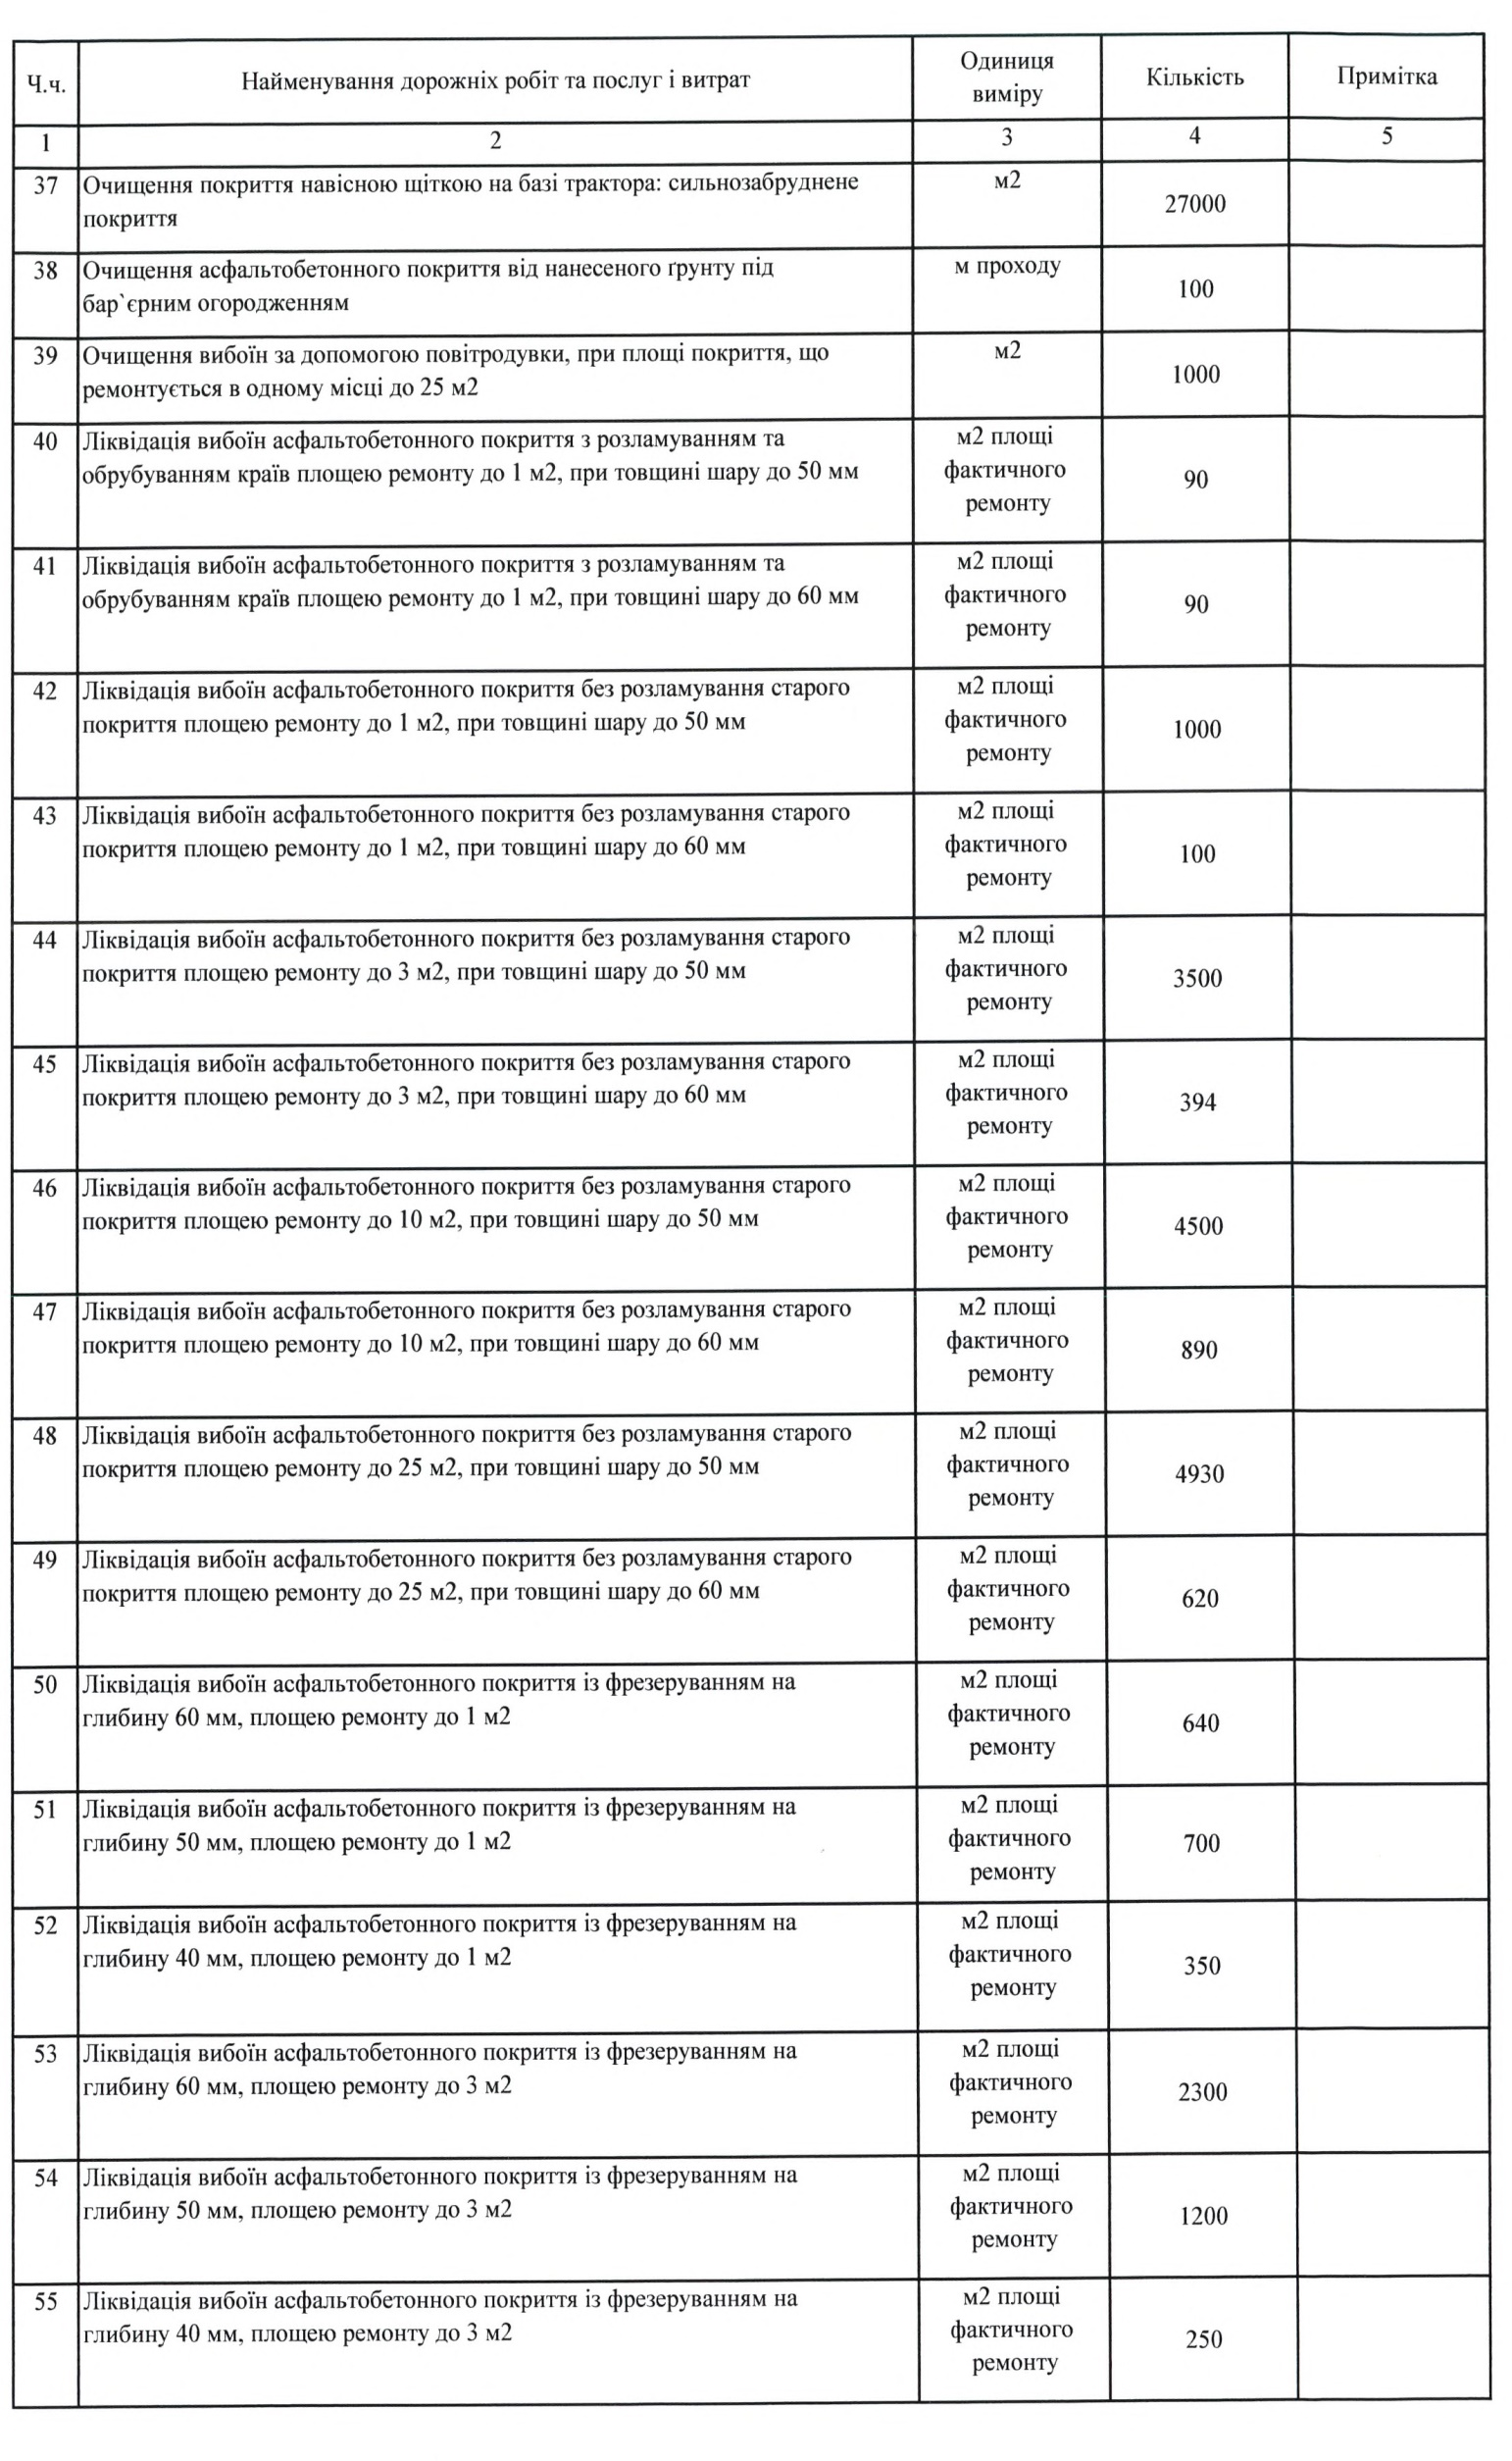 Ч.ч.
Найменування дорожніх робіт та послуг і витрат
Одиниця
виміру
Кількість
Примітка
1
2
3
4
5
37
Очищення покриття навісною щіткою на базі трактора: сильнозабруднене
покриття
м2
27000
38
Очищення асфальтобетонного покриття від нанесеного ґрунту під
бар`єрним огородженням
м проходу
100
39
Очищення вибоїн за допомогою повітродувки, при площі покриття, що
ремонтується в одному місці до 25 м2
м2
1000
40
Ліквідація вибоїн асфальтобетонного покриття з розламуванням та
обрубуванням країв площею ремонту до 1 м2, при товщині шару до 50 мм
м2 площі
фактичного
ремонту
90
41
Ліквідація вибоїн асфальтобетонного покриття з розламуванням та
обрубуванням країв площею ремонту до 1 м2, при товщині шару до 60 мм
м2 площі
фактичного
ремонту
90
42
Ліквідація вибоїн асфальтобетонного покриття без розламування старого
покриття площею ремонту до 1 м2, при товщині шару до 50 мм
м2 площі
фактичного
ремонту
1000
43
Ліквідація вибоїн асфальтобетонного покриття без розламування старого
покриття площею ремонту до 1 м2, при товщині шару до 60 мм
м2 площі
фактичного
ремонту
100
44
Ліквідація вибоїн асфальтобетонного покриття без розламування старого
покриття площею ремонту до 3 м2, при товщині шару до 50 мм
м2 площі
фактичного
ремонту
3500
45
Ліквідація вибоїн асфальтобетонного покриття без розламування старого
покриття площею ремонту до 3 м2, при товщині шару до 60 мм
м2 площі
фактичного
ремонту
394
46
Ліквідація вибоїн асфальтобетонного покриття без розламування старого
покриття площею ремонту до 10 м2, при товщині шару до 50 мм
м2 площі
фактичного
ремонту
4500
47
Ліквідація вибоїн асфальтобетонного покриття без розламування старого
покриття площею ремонту до 10 м2, при товщині шару до 60 мм
м2 площі
фактичного
ремонту
890
48
Ліквідація вибоїн асфальтобетонного покриття без розламування старого
покриття площею ремонту до 25 м2, при товщині шару до 50 мм
м2 площі
фактичного
ремонту
4930
49
Ліквідація вибоїн асфальтобетонного покриття без розламування старого
покриття площею ремонту до 25 м2, при товщині шару до 60 мм
м2 площі
фактичного
ремонту
620
50
Ліквідація вибоїн асфальтобетонного покриття із фрезеруванням на
глибину 60 мм, площею ремонту до 1 м2
м2 площі
фактичного
ремонту
640
51
Ліквідація вибоїн асфальтобетонного покриття із фрезеруванням на
глибину 50 мм, площею ремонту до 1 м2
м2 площі
фактичного
ремонту
700
52
Ліквідація вибоїн асфальтобетонного покриття із фрезеруванням на
глибину 40 мм, площею ремонту до 1 м2
м2 площі
фактичного
ремонту
350
53
Ліквідація вибоїн асфальтобетонного покриття із фрезеруванням на
глибину 60 мм, площею ремонту до 3 м2
м2 площі
фактичного
ремонту
2300
54
Ліквідація вибоїн асфальтобетонного покриття із фрезеруванням на
глибину 50 мм, площею ремонту до 3 м2
м2 площі
фактичного
ремонту
1200
55
Ліквідація вибоїн асфальтобетонного покриття із фрезеруванням на
глибину 40 мм, площею ремонту до 3 м2
м2 площі
фактичного
ремонту
250